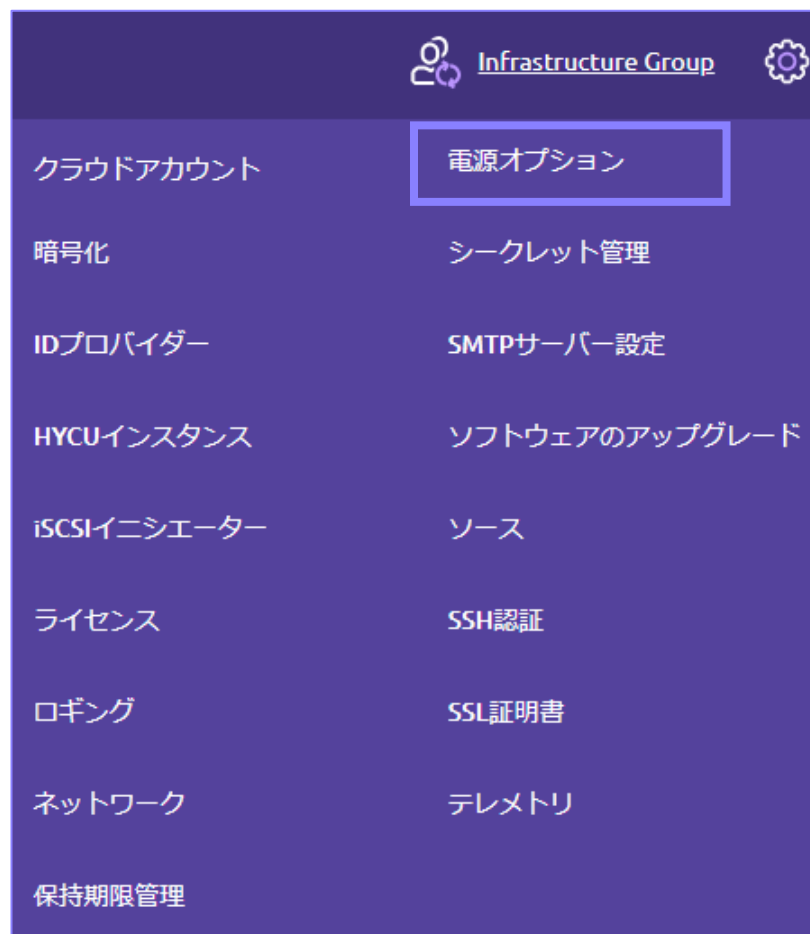 Infrastructure Group
クラウドアカウント
暗号化
IDプロバイダー
HYCUインスタンス
iSCSIイニシエーター
ライセンス
ロギング
ネットワーク
保持期限管理
電源オプション
シークレット管理
SMTPサーバー設定
ソフトウェアのアップグレード
ソース
SSH認証
SSL証明書
テレメトリ